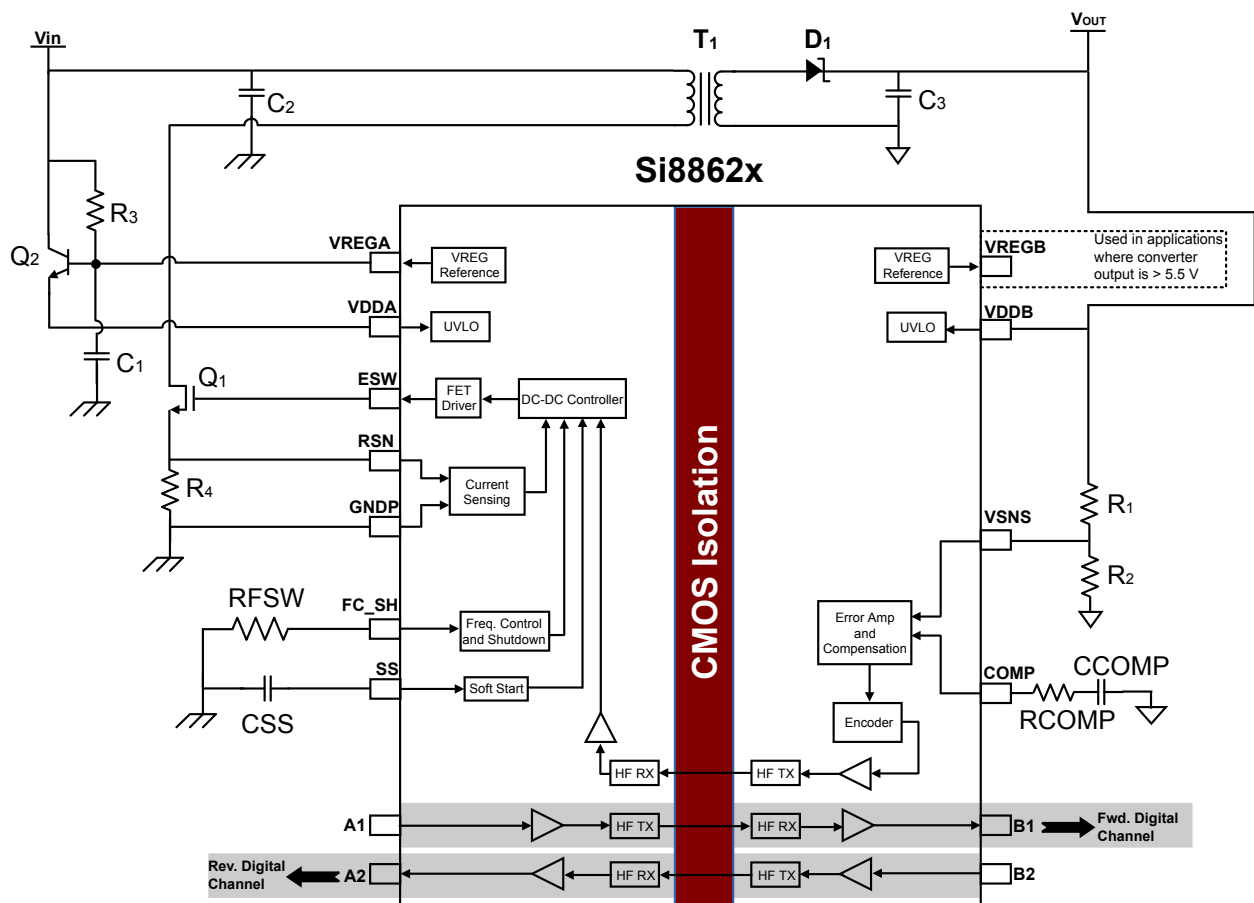 Vin
T1
D1
VOUT
C2
C3
Si8862x
R3
Q2
VREGA
VREG
Reference
VREG
Reference
VREGB
Used in applications
where converter
output is > 5.5 V
VDDA
UVLO
UVLO
VDDB
C1
Q1
ESW
FET
Driver
DC-DC Controller
RSN
R4
Current
Sensing
GNDP
CMOS Isolation
R1
VSNS
R2
RFSW
FC_SH
Freq. Control
and Shutdown
Error Amp
and
Compensation
SS
Soft Start
CSS
COMP
CCOMP
RCOMP
Encoder
HF RX
HF TX
A1
HF TX
HF RX
B1
Fwd. Digital
Channel
Rev. Digital
Channel
A2
HF RX
HF TX
B2